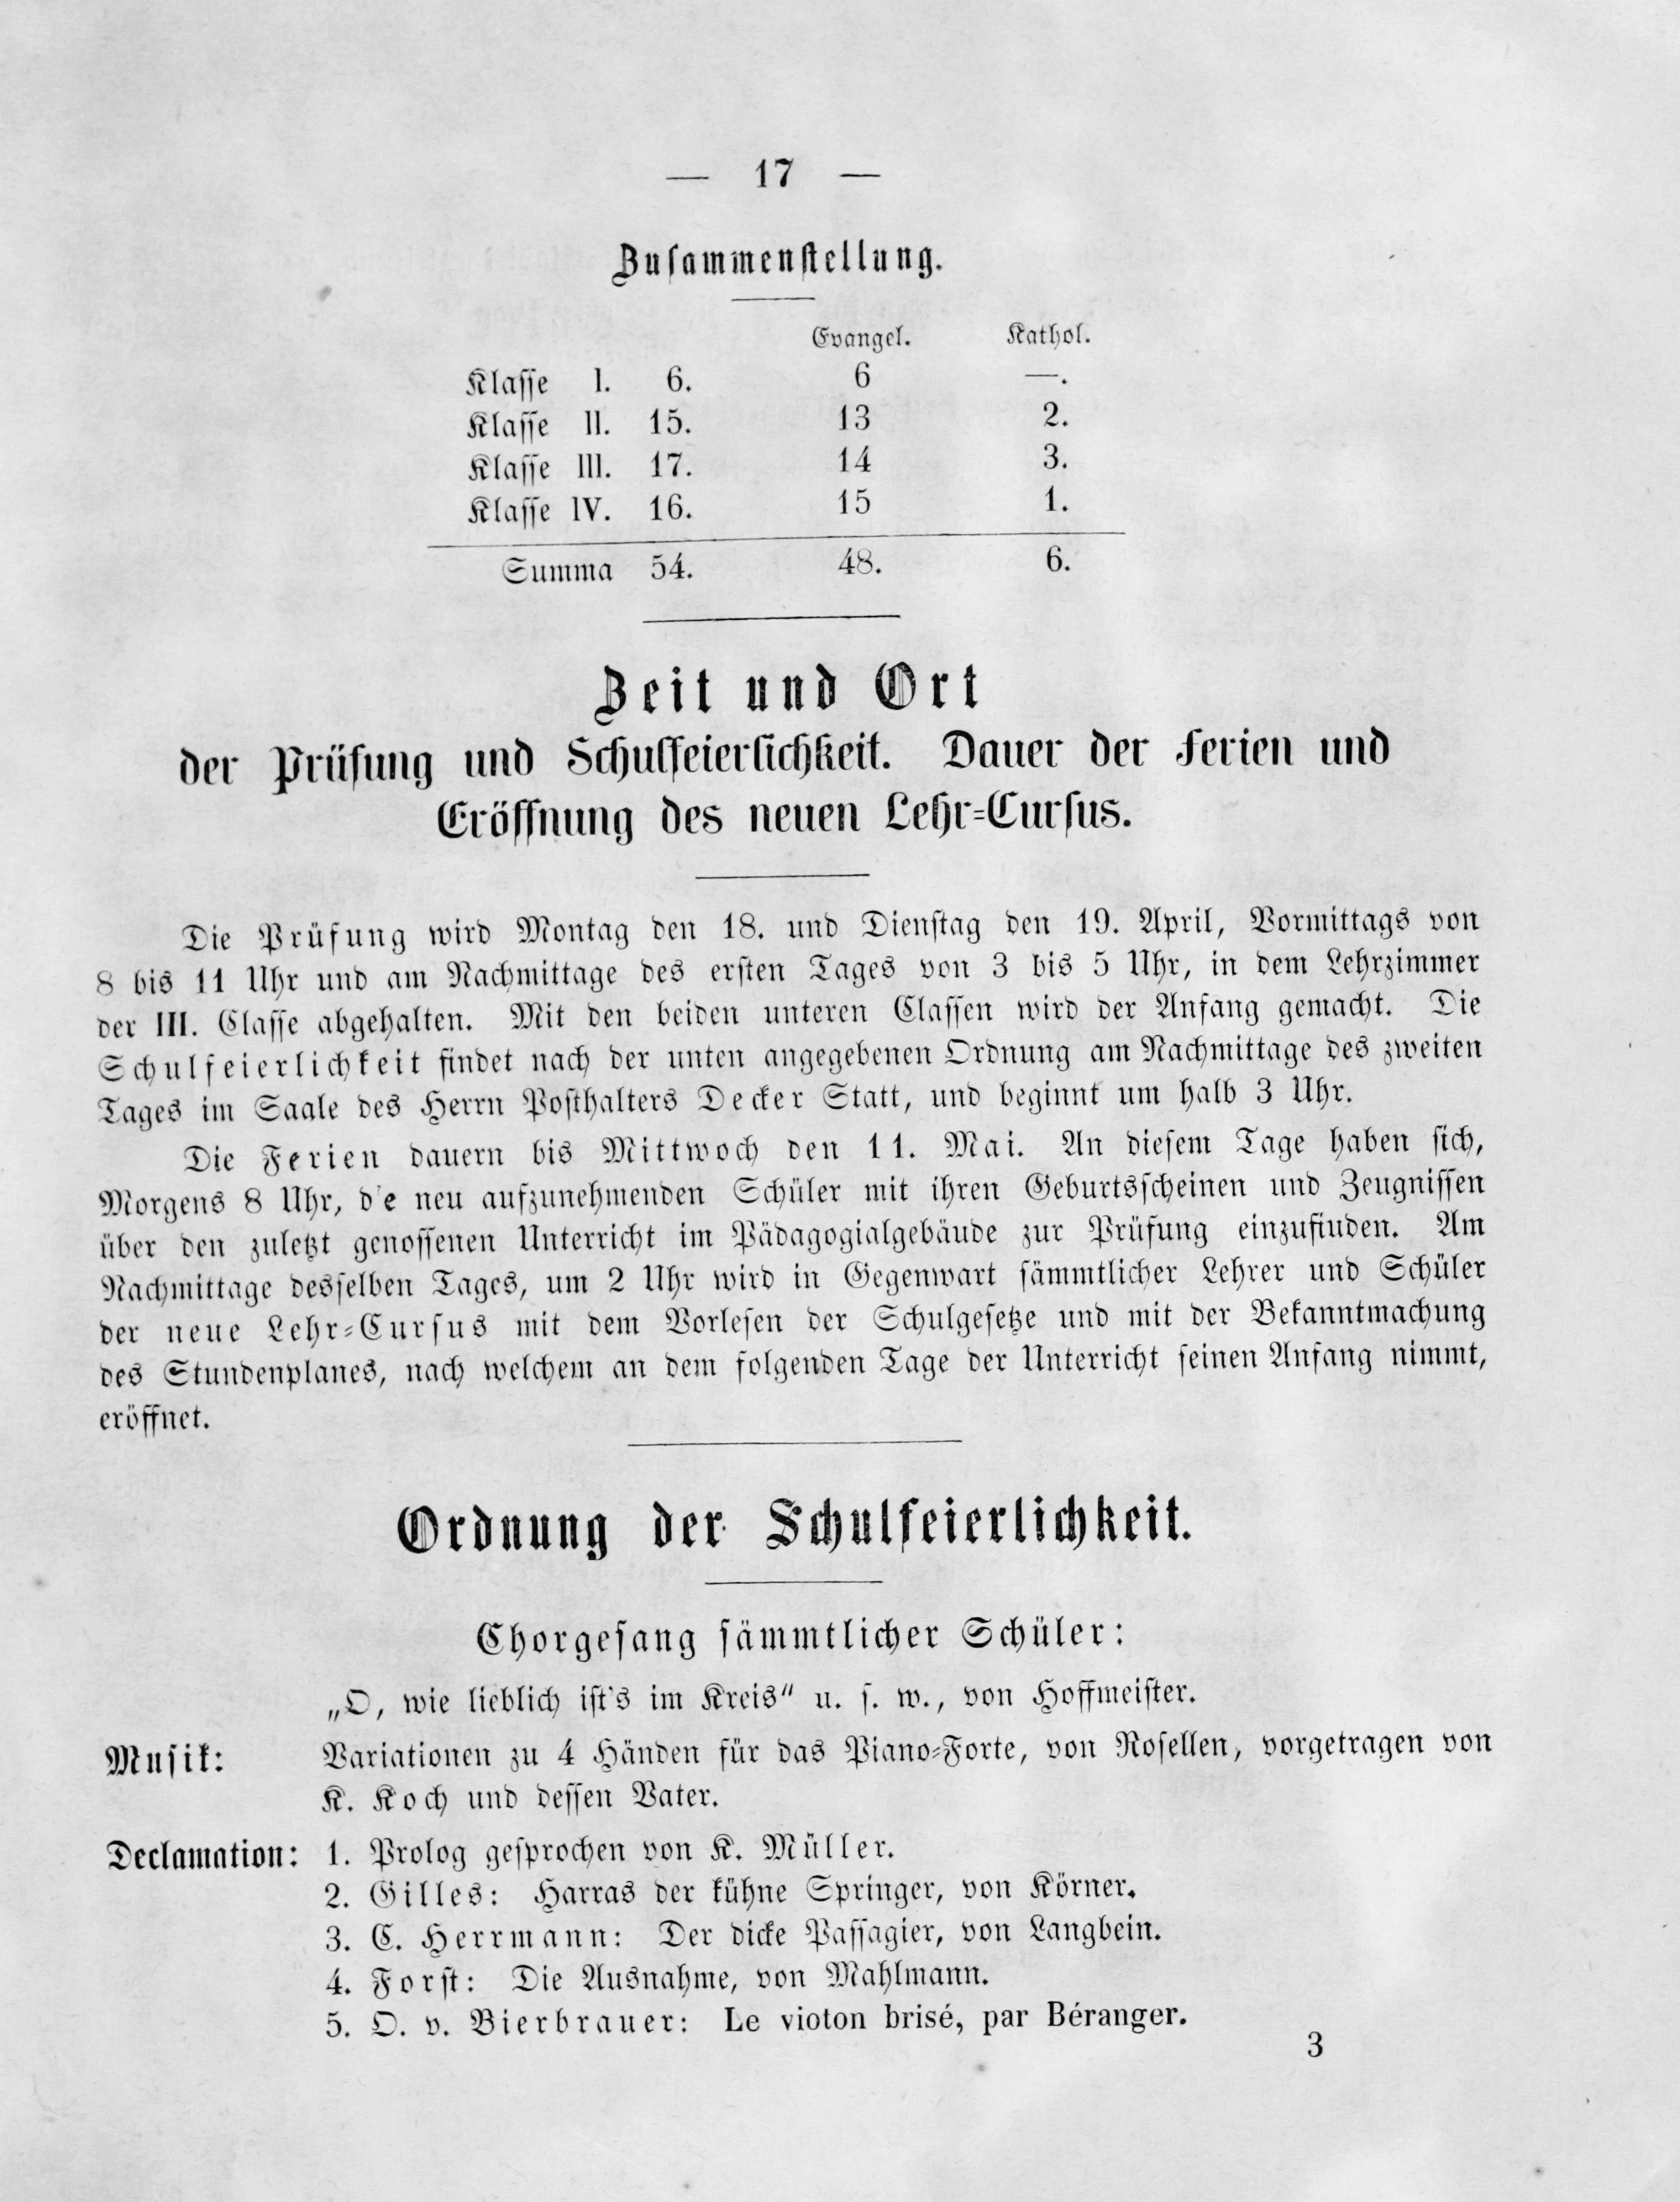 — 17 —
Zusammenstellung.
Evangel. Kathol.
Klasse I. 6. 6 —.
Klasse II. 15. 13 2.
Klasse III. 17. 14 3.
Klasse IV. 16. 15 1.
Summa 54. 48. 6.
Zeit und Ort
der Prüfung und Schulfeierlichkeit. Dauer der Ferien und
Eröffnung des neuen Lehr-Cursus.
Die Prüfung wird Montag den 18. und Dienstag den 19. April, Vormittags von
8 bis 11 Uhr und am Nachmittage des ersten Tages von 3 bis 5 Uhr, in dem Lehrzimmer
der III. Classe abgehalten. Mit den beiden unteren Classen wird der Anfang gemacht. Die
Schulfeierlichkeit findet nach der unten angegebenen Ordnung am Nachmittage des zweiten
Tages im Saale des Herrn Posthalters Decker Statt, und beginnt um halb 3 Uhr.
Die Ferien dauern bis Mittwoch den 11. Mai. An diesem Tage haben sich,
Morgens 8 Uhr, d'e neu aufzunehmenden Schüler mit ihren Geburtsscheinen und Zeugnissen
über den zuletzt genossenen Unterricht im Pädagogialgebäude zur Prüfung einzufinden. Am
Nachmittage desselben Tages, um 2 Uhr wird in Gegenwart sämmtlicher Lehrer und Schüler
der neue Lehr-Cursus mit dem Vorlesen der Schulgesetze und mit der Bekanntmachung
des Stundenplanes, nach welchem an dem folgenden Tage der Unterricht seinen Anfang nimmt,
eröffnet.
Ordnung der Schulfeierlichkeit.
Chorgesang sämmtlicher Schüler:
„O, wie lieblich ist's im Kreis“ u. s. w., von Hoffmeister.
Musik: Variationen zu 4 Händen für das Piano-Forte, von Rosellen, vorgetragen von
K. Koch und dessen Vater.
Declamation: 1. Prolog gesprochen von K. Müller.
2. Gilles: Harras der kühne Springer, von Körner.
3. C. Herrmann: Der dicke Passagier, von Langbein.
4. Forst: Die Ausnahme, von Mahlmann.
5. O. v. Bierbrauer: Le violon brisé, par Béranger.
3